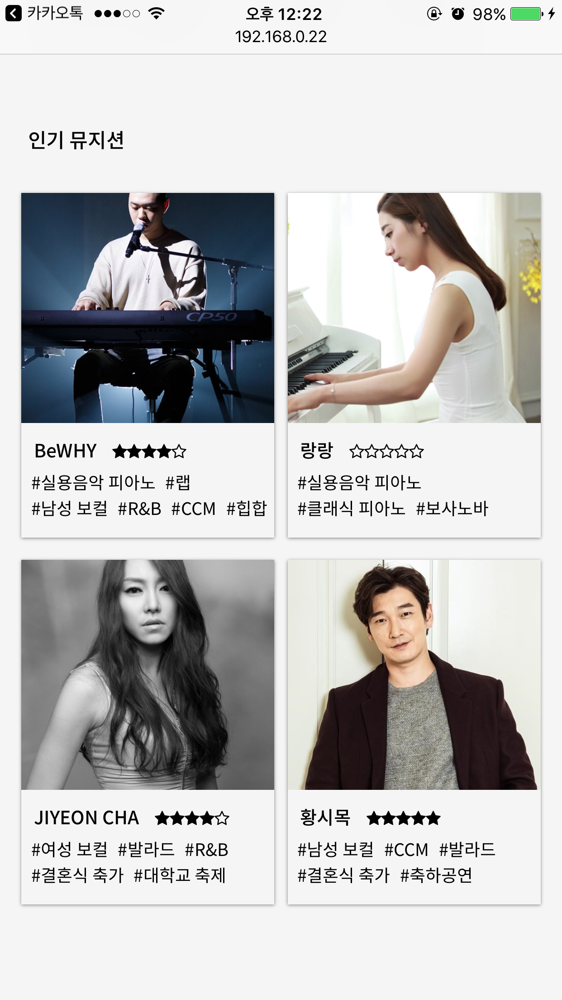 카카오톡 오후 12:22 98%
192.168.0.22
인기 뮤지션
CP50
BeWHY ★★★★☆
#실용음악 피아노 #랩
#남성 보컬 #R&B #CCM #힙합
랑랑 ☆☆☆☆☆
#실용음악 피아노
#클래식 피아노 #보사노바
JIYEON CHA ★★★★☆
#여성 보컬 #발라드 #R&B
#결혼식 축가 #대학교 축제
황시목 ★★★★★
#남성 보컬 #CCM #발라드
#결혼식 축가 #축하공연